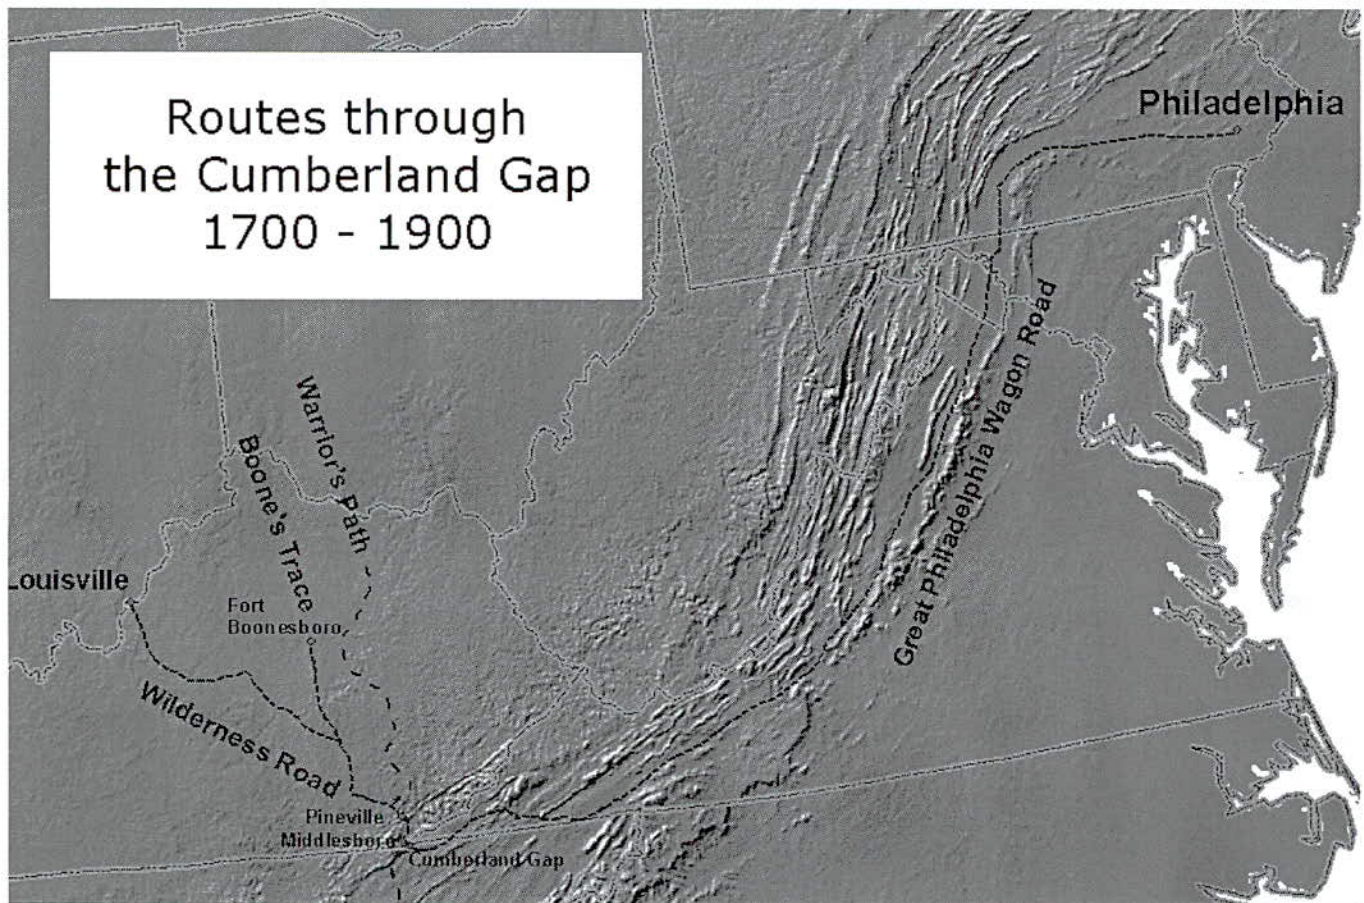 Routes through
the Cumberland Gap
1700 - 1900
Philadelphia
Great Philadelphia Wagon Road
Warrior's Path
Boone's Trace
Louisville
Fort
Boonesboro
Wilderness Road
Pineville
Middlesboro
Cumberland Gap